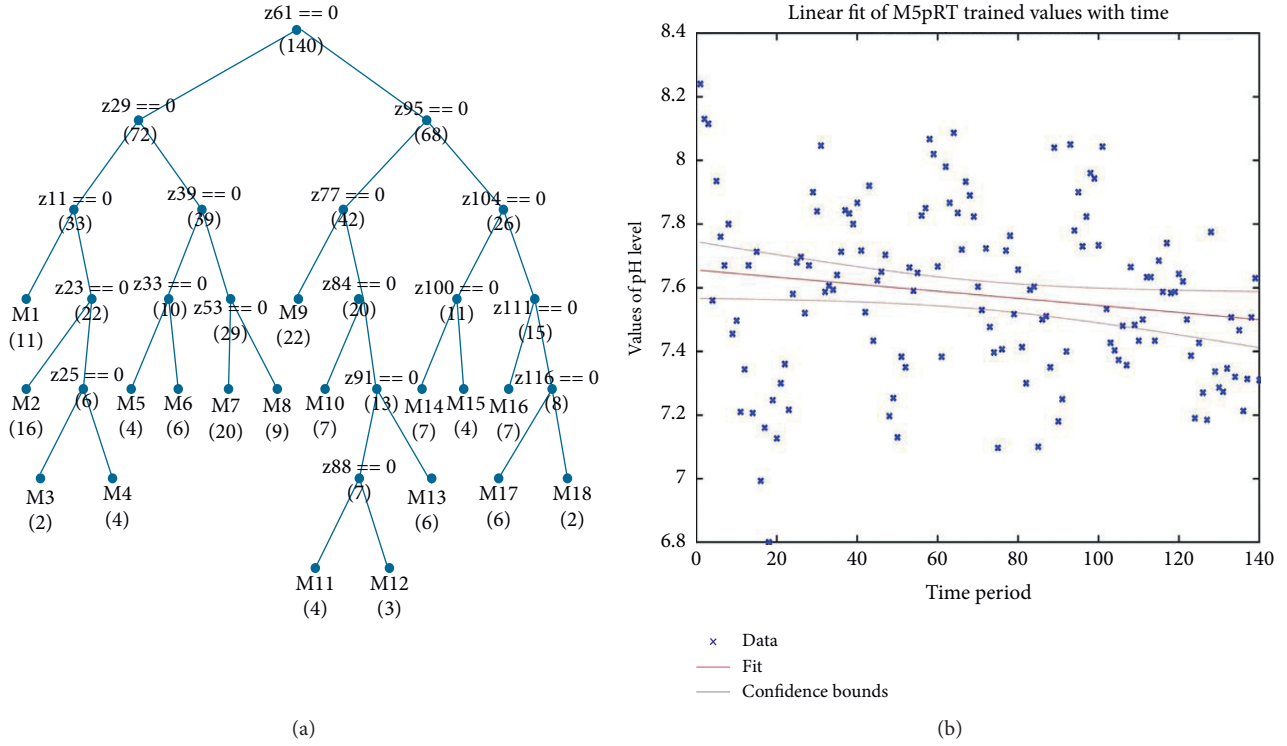 z61 == 0
(140)
z29 == 0
(72)
z95 == 0
(68)
z11 == 0
(33)
z39 == 0
(39)
z77 == 0
(42)
z104 == 0
(26)
M1
(11)
z23 == 0
(22)
z33 == 0
(10)
z53 == 0
(29)
M9
(22)
z84 == 0
(20)
z100 == 0
(11)
z111 == 0
(15)
M2
(16)
z25 == 0
(6)
M5
(4)
M6
(6)
M7
(20)
M8
(9)
M10
(7)
z91 == 0
(13)
M14
(7)
M15
(4)
M16
(7)
z116 == 0
(8)
M3
(2)
M4
(4)
z88 == 0
(7)
M13
(6)
M17
(6)
M18
(2)
M11
(4)
M12
(3)
(a)
Linear fit of M5pRT trained values with time
Values of pH level
8.4
8.2
8
7.8
7.6
7.4
7.2
7
6.8
0 20 40 60 80 100 120 140
Time period
Data
Fit
Confidence bounds
(b)